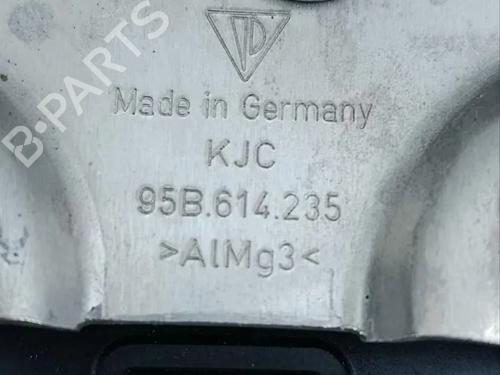 B-PARTS
Made in Germany
KJC
95B.614.235
>AlMg3<